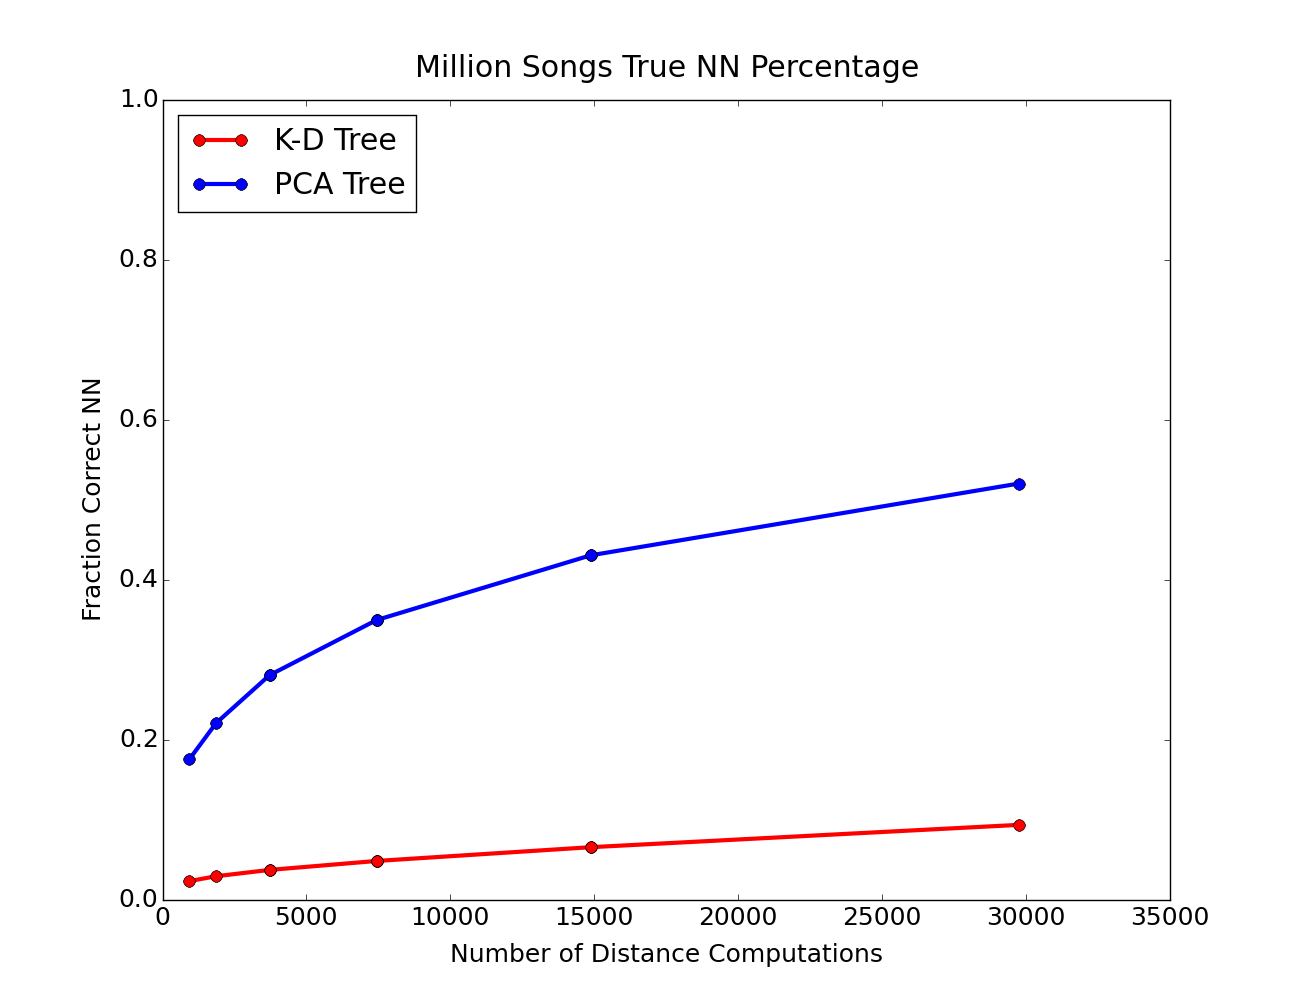 Million Songs True NN Percentage
K-D Tree
PCA Tree
Fraction Correct NN
1.0
0.8
0.6
0.4
0.2
0.0
0 5000 10000 15000 20000 25000 30000 35000
Number of Distance Computations